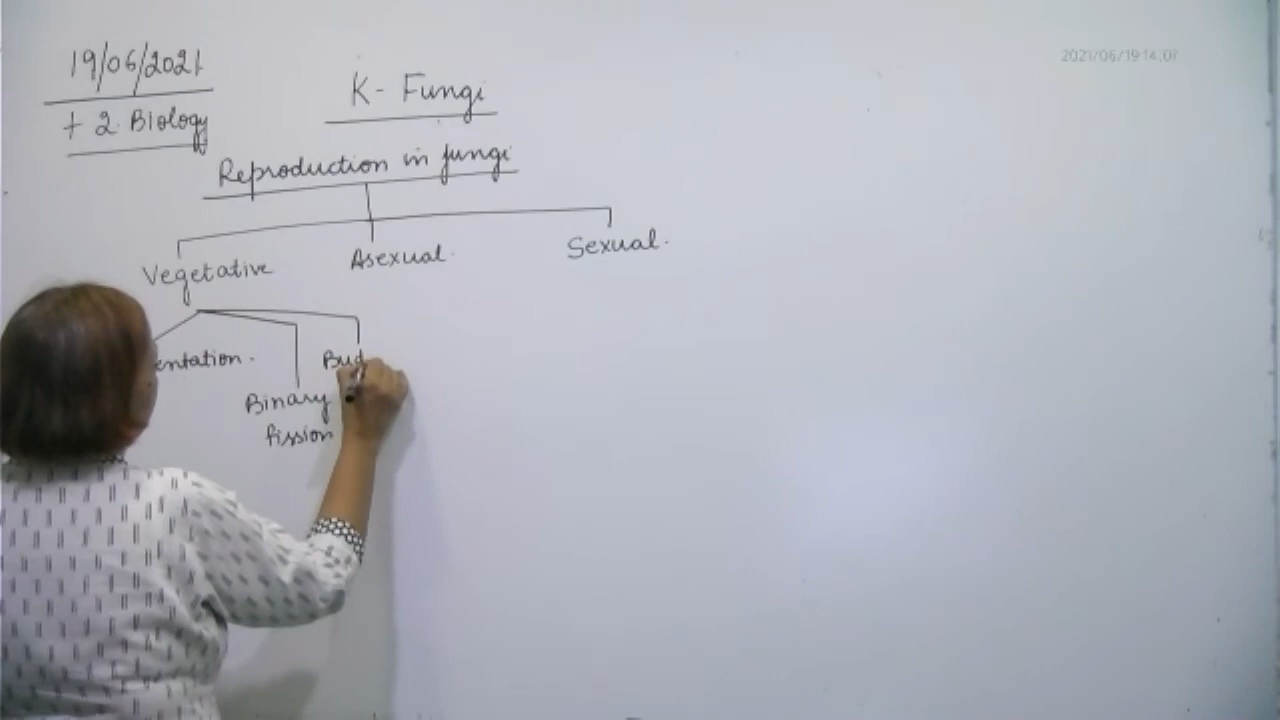 2021/06/19 14:07
19/06/2021
+ 2 Biology
K- Fungi
Reproduction in fungi
Vegetative Asexual. Sexual.
entation. Bud
Binary
fission